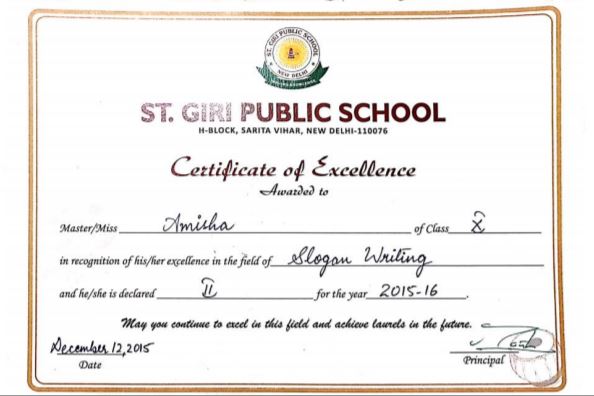 ST. GIRI PUBLIC SCHOOL
NEW DELHI
ST. GIRI PUBLIC SCHOOL
H-BLOCK, SARITA VIHAR, NEW DELHI-110076
Certificate of Excellence
Awarded to
Master/Miss Amisha of Class X
in recognition of his/her excellence in the field of Slogan Writing
and he/she is declared II for the year 2015-16.
May you continue to excel in this field and achieve laurels in the future.
December 12, 2015
Date
Principal